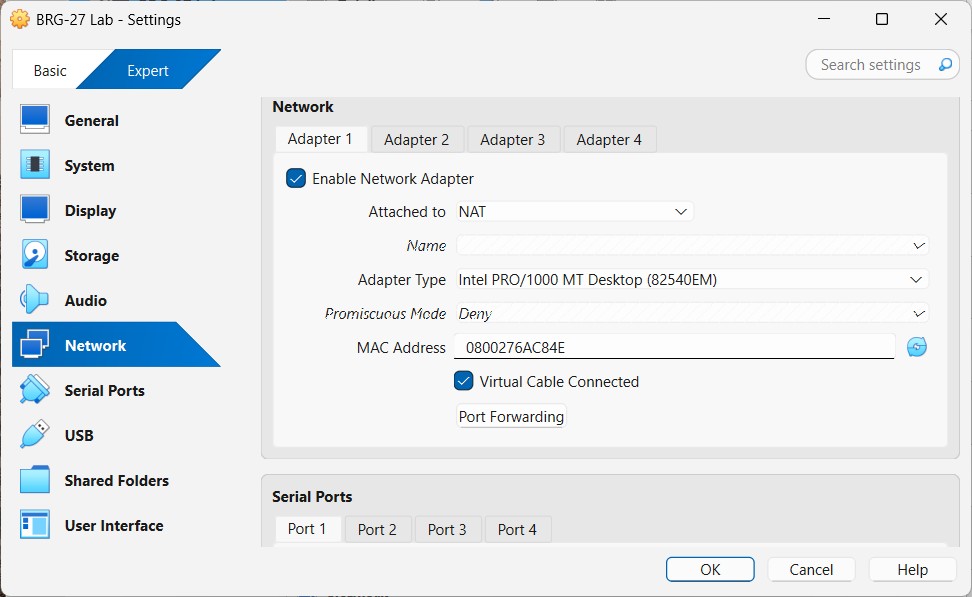 BRG-27 Lab - Settings
Basic
Expert
Search settings
General
System
Display
Storage
Audio
Network
Serial Ports
USB
Shared Folders
User Interface
Network
Adapter 1
Adapter 2
Adapter 3
Adapter 4
Enable Network Adapter
Attached to NAT
Name
Adapter Type Intel PRO/1000 MT Desktop (82540EM)
Promiscuous Mode Deny
MAC Address 0800276AC84E
Virtual Cable Connected
Port Forwarding
Serial Ports
Port 1
Port 2
Port 3
Port 4
OK
Cancel
Help